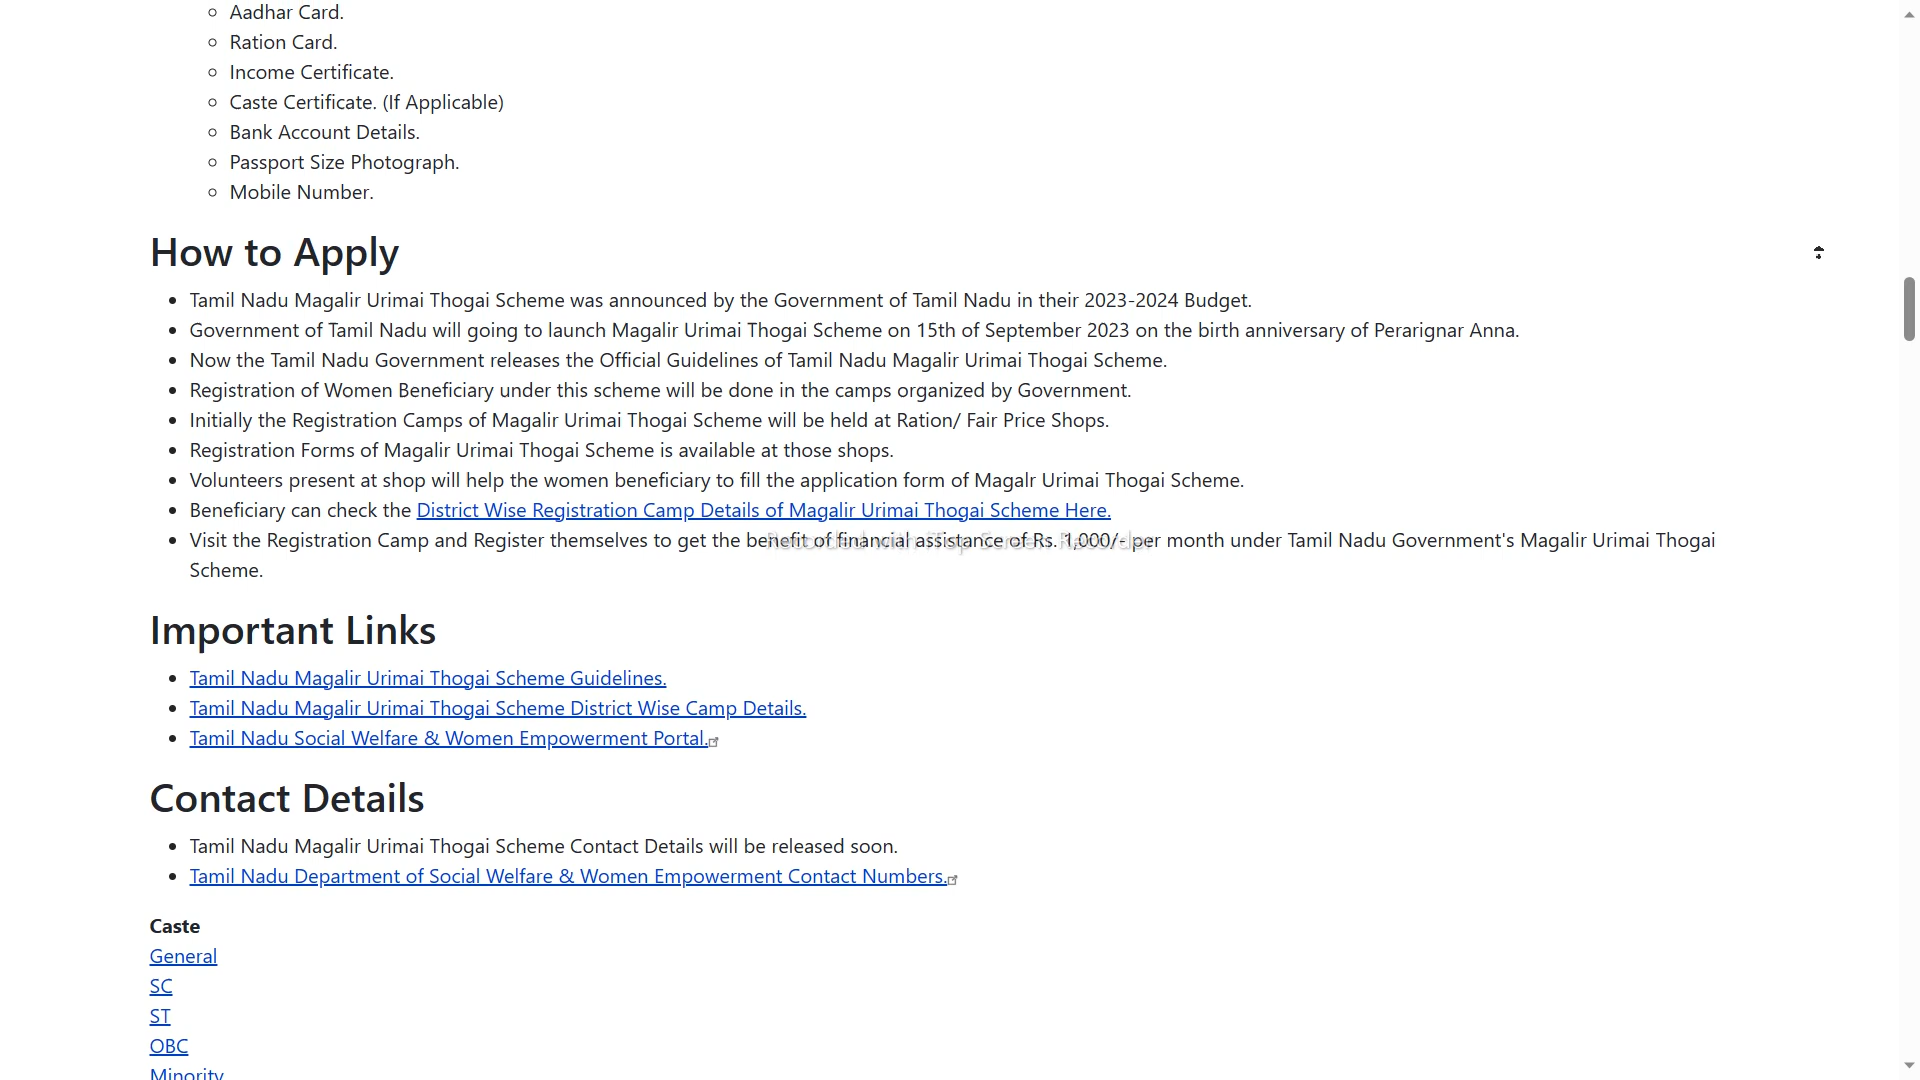 Aadhar Card.
Ration Card.
Income Certificate.
Caste Certificate. (If Applicable)
Bank Account Details.
Passport Size Photograph.
Mobile Number.
How to Apply
Tamil Nadu Magalir Urimai Thogai Scheme was announced by the Government of Tamil Nadu in their 2023-2024 Budget.
Government of Tamil Nadu will going to launch Magalir Urimai Thogai Scheme on 15th of September 2023 on the birth anniversary of Perarignar Anna.
Now the Tamil Nadu Government releases the Official Guidelines of Tamil Nadu Magalir Urimai Thogai Scheme.
Registration of Women Beneficiary under this scheme will be done in the camps organized by Government.
Initially the Registration Camps of Magalir Urimai Thogai Scheme will be held at Ration/ Fair Price Shops.
Registration Forms of Magalir Urimai Thogai Scheme is available at those shops.
Volunteers present at shop will help the women beneficiary to fill the application form of Magalr Urimai Thogai Scheme.
Beneficiary can check the District Wise Registration Camp Details of Magalir Urimai Thogai Scheme Here.
Visit the Registration Camp and Register themselves to get the benefit of financial assistance of Rs. 1,000/- per month under Tamil Nadu Government's Magalir Urimai Thogai
Scheme.
Recorded with iTop Screen Recorder
Important Links
Tamil Nadu Magalir Urimai Thogai Scheme Guidelines.
Tamil Nadu Magalir Urimai Thogai Scheme District Wise Camp Details.
Tamil Nadu Social Welfare & Women Empowerment Portal.
Contact Details
Tamil Nadu Magalir Urimai Thogai Scheme Contact Details will be released soon.
Tamil Nadu Department of Social Welfare & Women Empowerment Contact Numbers.
Caste
General
SC
ST
OBC
Minority